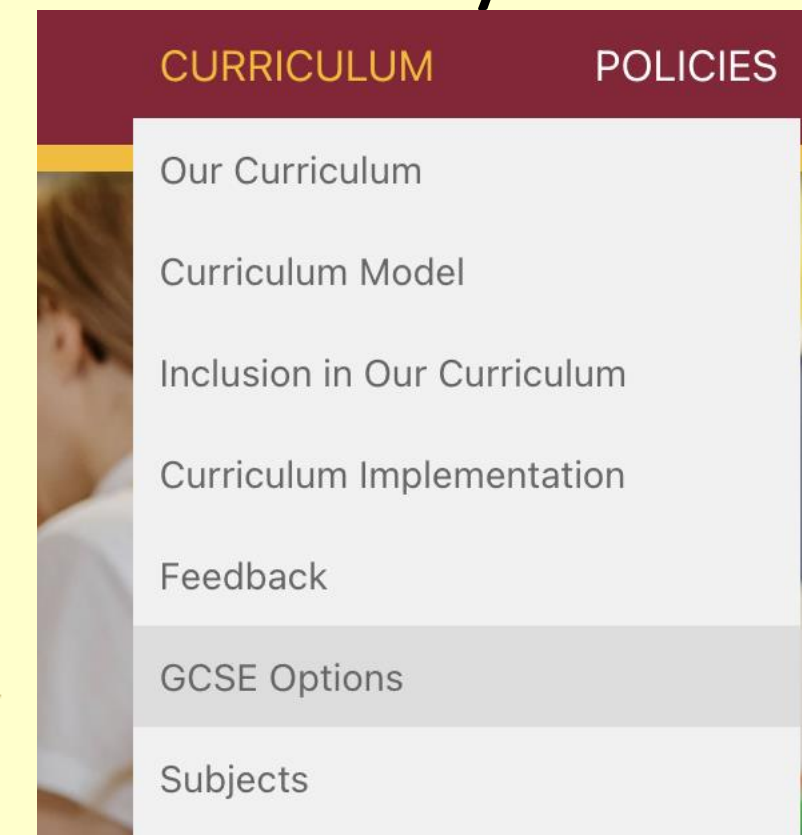 CURRICULUM POLICIES
Our Curriculum
Curriculum Model
Inclusion in Our Curriculum
Curriculum Implementation
Feedback
GCSE Options
Subjects